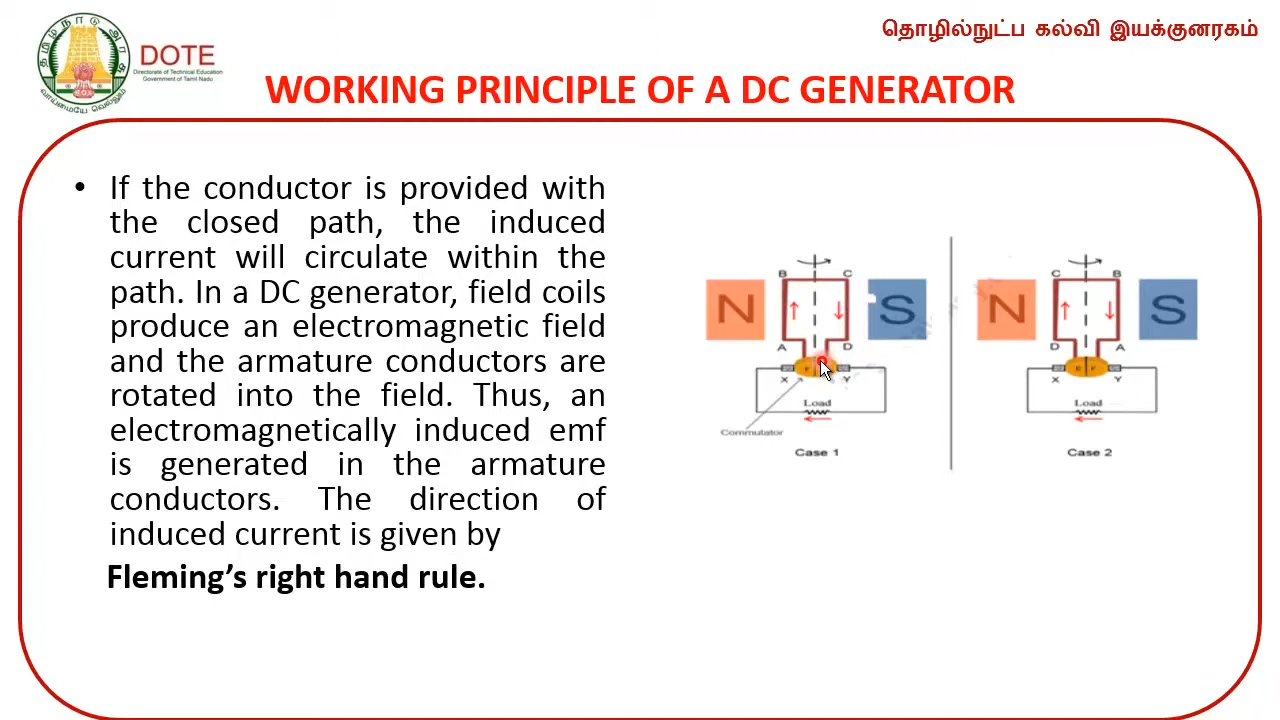 தமிழ் நாடு அரசு
வாய்மையே வெல்லும்
DOTE
Directorate of Technical Education
Government of Tamil Nadu
தொழில்நுட்ப கல்வி இயக்குனரகம்
WORKING PRINCIPLE OF A DC GENERATOR
• If the conductor is provided with
the closed path, the induced
current will circulate within the
path. In a DC generator, field coils
produce an electromagnetic field
and the armature conductors are
rotated into the field. Thus, an
electromagnetically induced emf
is generated in the armature
conductors. The direction of
induced current is given by
Fleming’s right hand rule.
B C
N S
A D
F
X Y
Load
Commutator
Case 1
C B
N S
D A
E F
X Y
Load
Case 2